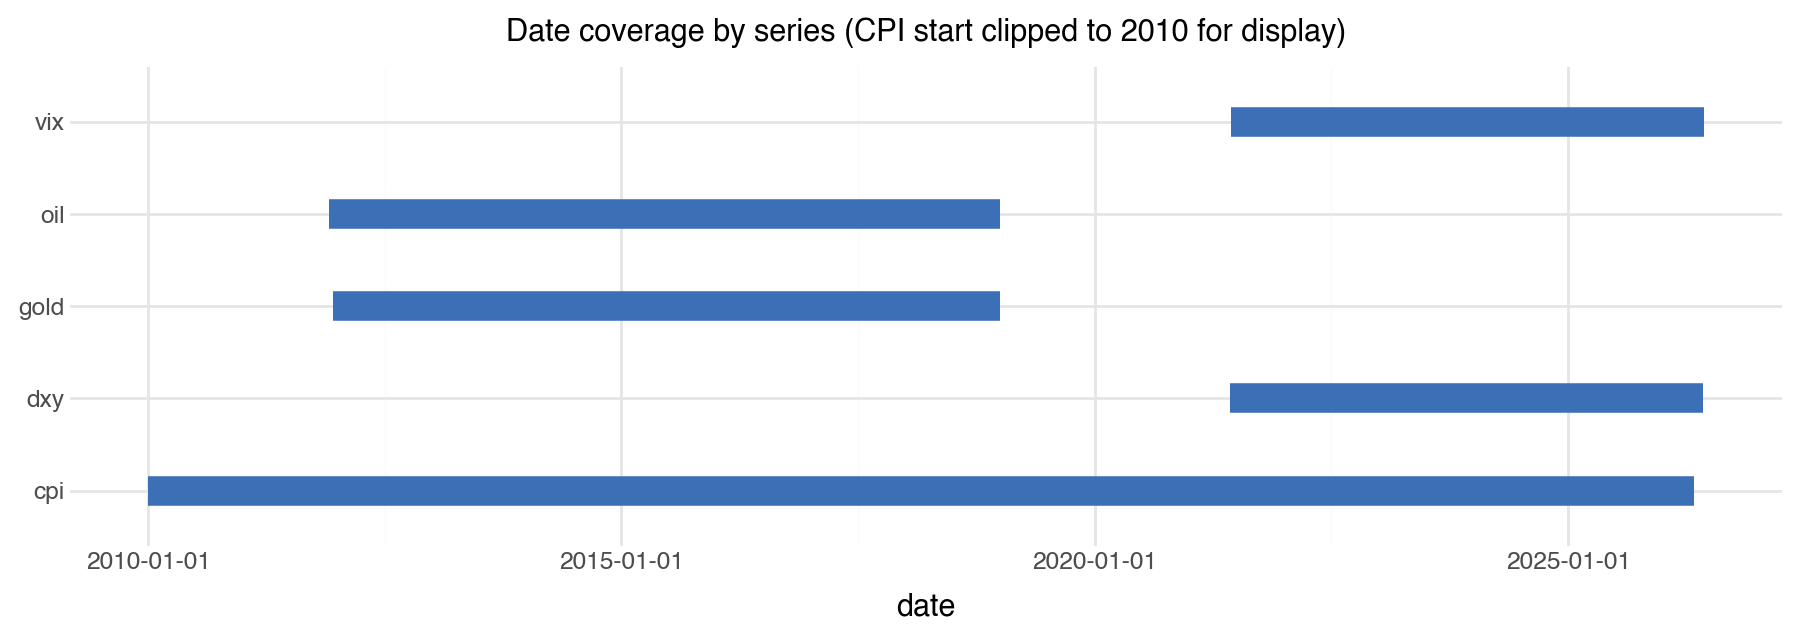 Date coverage by series (CPI start clipped to 2010 for display)
vix
oil
gold
dxy
cpi
2010-01-01 2015-01-01 2020-01-01 2025-01-01
date